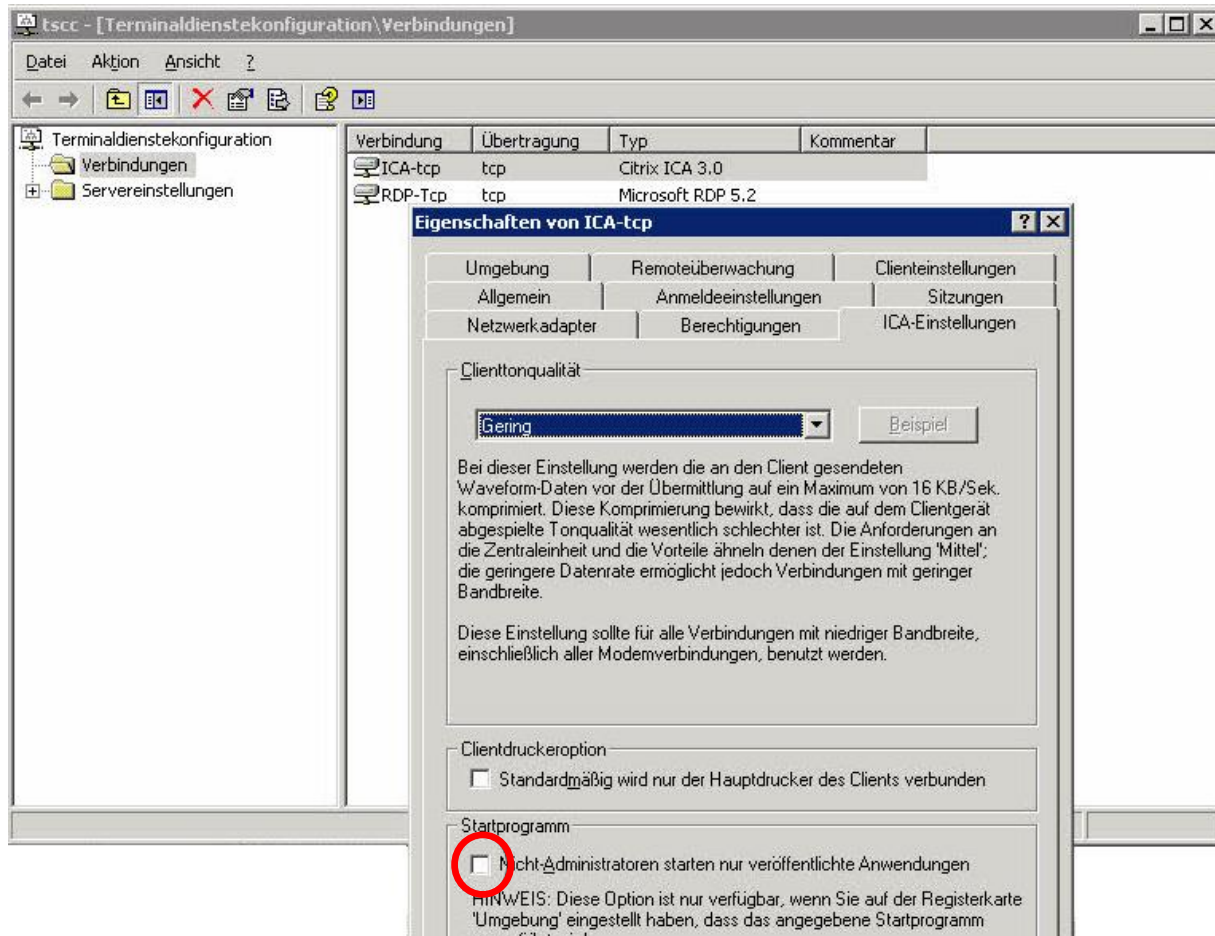 tscc - [Terminaldienstekonfiguration\Verbindungen]
Datei Aktion Ansicht ?
Terminaldienstekonfiguration
Verbindungen
Servereinstellungen
Verbindung Übertragung Typ Kommentar
ICA-tcp tcp Citrix ICA 3.0
RDP-Tcp tcp Microsoft RDP 5.2
Eigenschaften von ICA-tcp
Umgebung Remoteüberwachung Clienteinstellungen
Allgemein Anmeldeeinstellungen Sitzungen
Netzwerkadapter Berechtigungen ICA-Einstellungen
Clienttonqualität
Gering Beispiel
Bei dieser Einstellung werden die an den Client gesendeten
Waveform-Daten vor der Übermittlung auf ein Maximum von 16 KB/Sek.
komprimiert. Diese Komprimierung bewirkt, dass die auf dem Clientgerät
abgespielte Tonqualität wesentlich schlechter ist. Die Anforderungen an
die Zentraleinheit und die Vorteile ähneln denen der Einstellung 'Mittel';
die geringere Datenrate ermöglicht jedoch Verbindungen mit geringer
Bandbreite.
Diese Einstellung sollte für alle Verbindungen mit niedriger Bandbreite,
einschließlich aller Modemverbindungen, benutzt werden.
Clientdruckeroption
Standardmäßig wird nur der Hauptdrucker des Clients verbunden
Startprogramm
Nicht-Administratoren starten nur veröffentlichte Anwendungen
HINWEIS: Diese Option ist nur verfügbar, wenn Sie auf der Registerkarte
'Umgebung' eingestellt haben, dass das angegebene Startprogramm